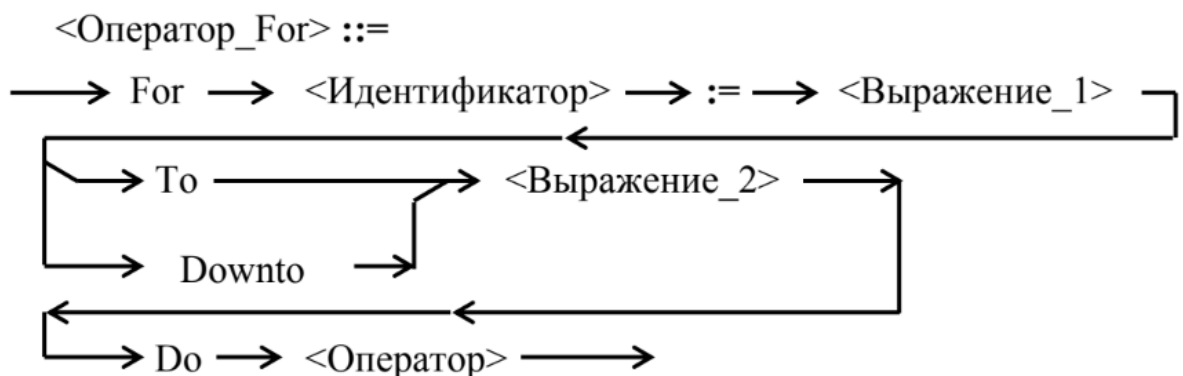 <Оператор_For> ::=
For <Идентификатор> := <Выражение_1>
To <Выражение_2>
Downto
Do <Оператор>